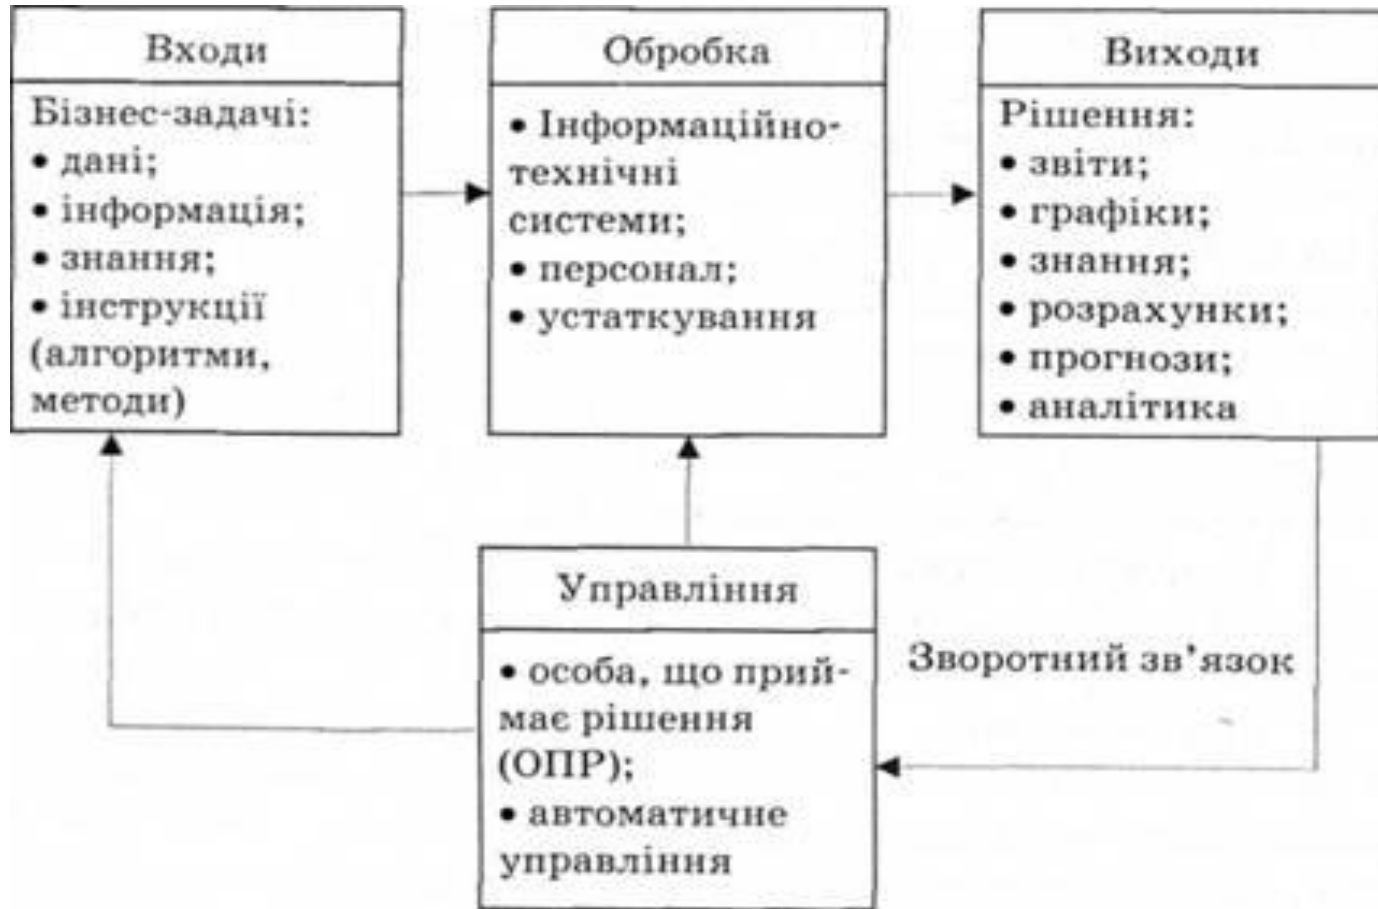 Входи
Бізнес-задачі:
• дані;
• інформація;
• знання;
• інструкції
(алгоритми,
методи)
Обробка
• Інформаційно-
технічні
системи;
• персонал;
• устаткування
Виходи
Рішення:
• звіти;
• графіки;
• знання;
• розрахунки;
• прогнози;
• аналітика
Управління
• особа, що прий-
має рішення
(ОПР);
• автоматичне
управління
Зворотний зв’язок